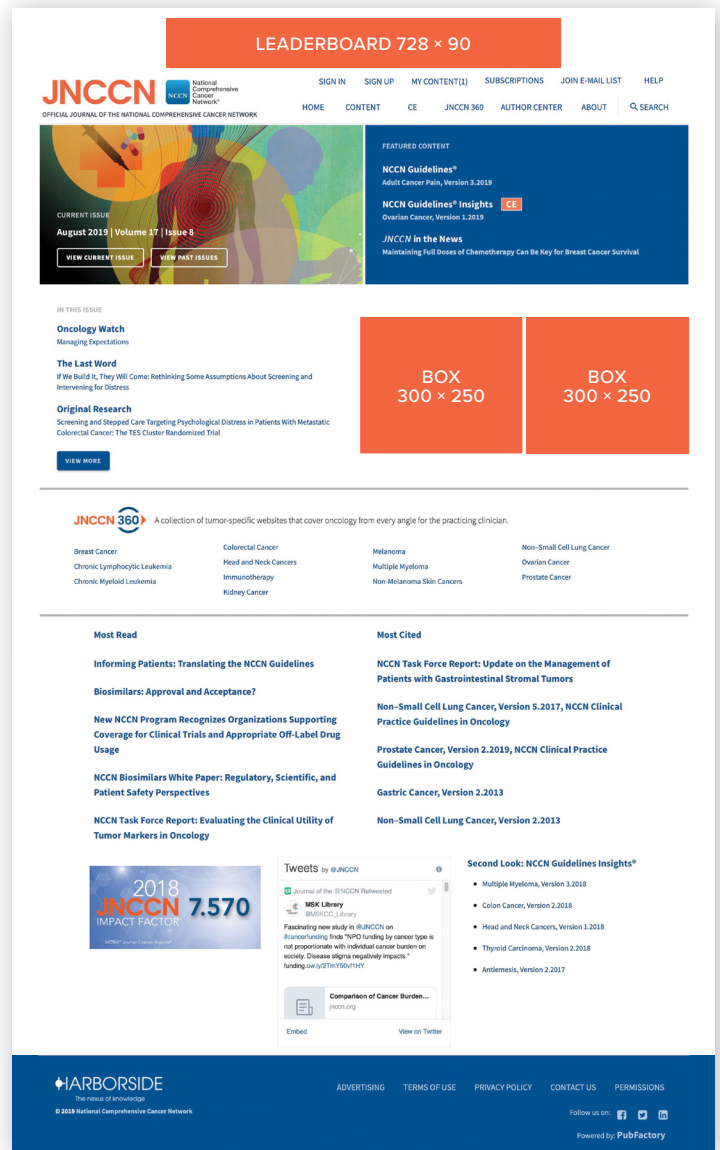 LEADERBOARD 728 × 90
JNCCN
NCCN
National
Comprehensive
Cancer
Network®
OFFICIAL JOURNAL OF THE NATIONAL COMPREHENSIVE CANCER NETWORK
SIGN IN SIGN UP MY CONTENT(1) SUBSCRIPTIONS JOIN E-MAIL LIST HELP
HOME CONTENT CE JNCCN 360 AUTHOR CENTER ABOUT SEARCH
CURRENT ISSUE
August 2019 | Volume 17 | Issue 8
VIEW CURRENT ISSUE VIEW PAST ISSUES
FEATURED CONTENT
NCCN Guidelines®
Adult Cancer Pain, Version 3.2019
NCCN Guidelines® Insights CE
Ovarian Cancer, Version 1.2019
JNCCN in the News
Maintaining Full Doses of Chemotherapy Can Be Key for Breast Cancer Survival
IN THIS ISSUE
Oncology Watch
Managing Expectations
The Last Word
If We Build It, They Will Come: Rethinking Some Assumptions About Screening and
Intervening for Distress
Original Research
Screening and Stepped Care Targeting Psychological Distress in Patients With Metastatic
Colorectal Cancer: The TES Cluster Randomized Trial
VIEW MORE
BOX
300 × 250
BOX
300 × 250
JNCCN 360
A collection of tumor-specific websites that cover oncology from every angle for the practicing clinician.
Breast Cancer
Chronic Lymphocytic Leukemia
Chronic Myeloid Leukemia
Colorectal Cancer
Head and Neck Cancers
Immunotherapy
Kidney Cancer
Melanoma
Multiple Myeloma
Non-Melanoma Skin Cancers
Non–Small Cell Lung Cancer
Ovarian Cancer
Prostate Cancer
Most Read
Informing Patients: Translating the NCCN Guidelines
Biosimilars: Approval and Acceptance?
New NCCN Program Recognizes Organizations Supporting
Coverage for Clinical Trials and Appropriate Off-Label Drug
Usage
NCCN Biosimilars White Paper: Regulatory, Scientific, and
Patient Safety Perspectives
NCCN Task Force Report: Evaluating the Clinical Utility of
Tumor Markers in Oncology
Most Cited
NCCN Task Force Report: Update on the Management of
Patients with Gastrointestinal Stromal Tumors
Non–Small Cell Lung Cancer, Version 5.2017, NCCN Clinical
Practice Guidelines in Oncology
Prostate Cancer, Version 2.2019, NCCN Clinical Practice
Guidelines in Oncology
Gastric Cancer, Version 2.2013
Non–Small Cell Lung Cancer, Version 2.2013
2018
JNCCN 7.570
IMPACT FACTOR
Tweets by @JNCCN
Journal of the @NCCN Retweeted
MSK Library
@MSKCC_Library
Fascinating new study in @JNCCN on
#cancerfunding finds "NPO funding by cancer type is
not proportionate with individual cancer burden on
society. Disease stigma negatively impacts."
Comparison of Cancer Burden...
jnccn.org
Embed View on Twitter
Second Look: NCCN Guidelines Insights®
• Multiple Myeloma, Version 3.2018
• Colon Cancer, Version 2.2018
• Head and Neck Cancers, Version 1.2018
• Thyroid Carcinoma, Version 2.2018
• Antiemesis, Version 2.2017
HARBORSIDE
The nexus of knowledge
© 2019 National Comprehensive Cancer Network
ADVERTISING TERMS OF USE PRIVACY POLICY CONTACT US PERMISSIONS
Follow us on:
Powered by: PubFactory